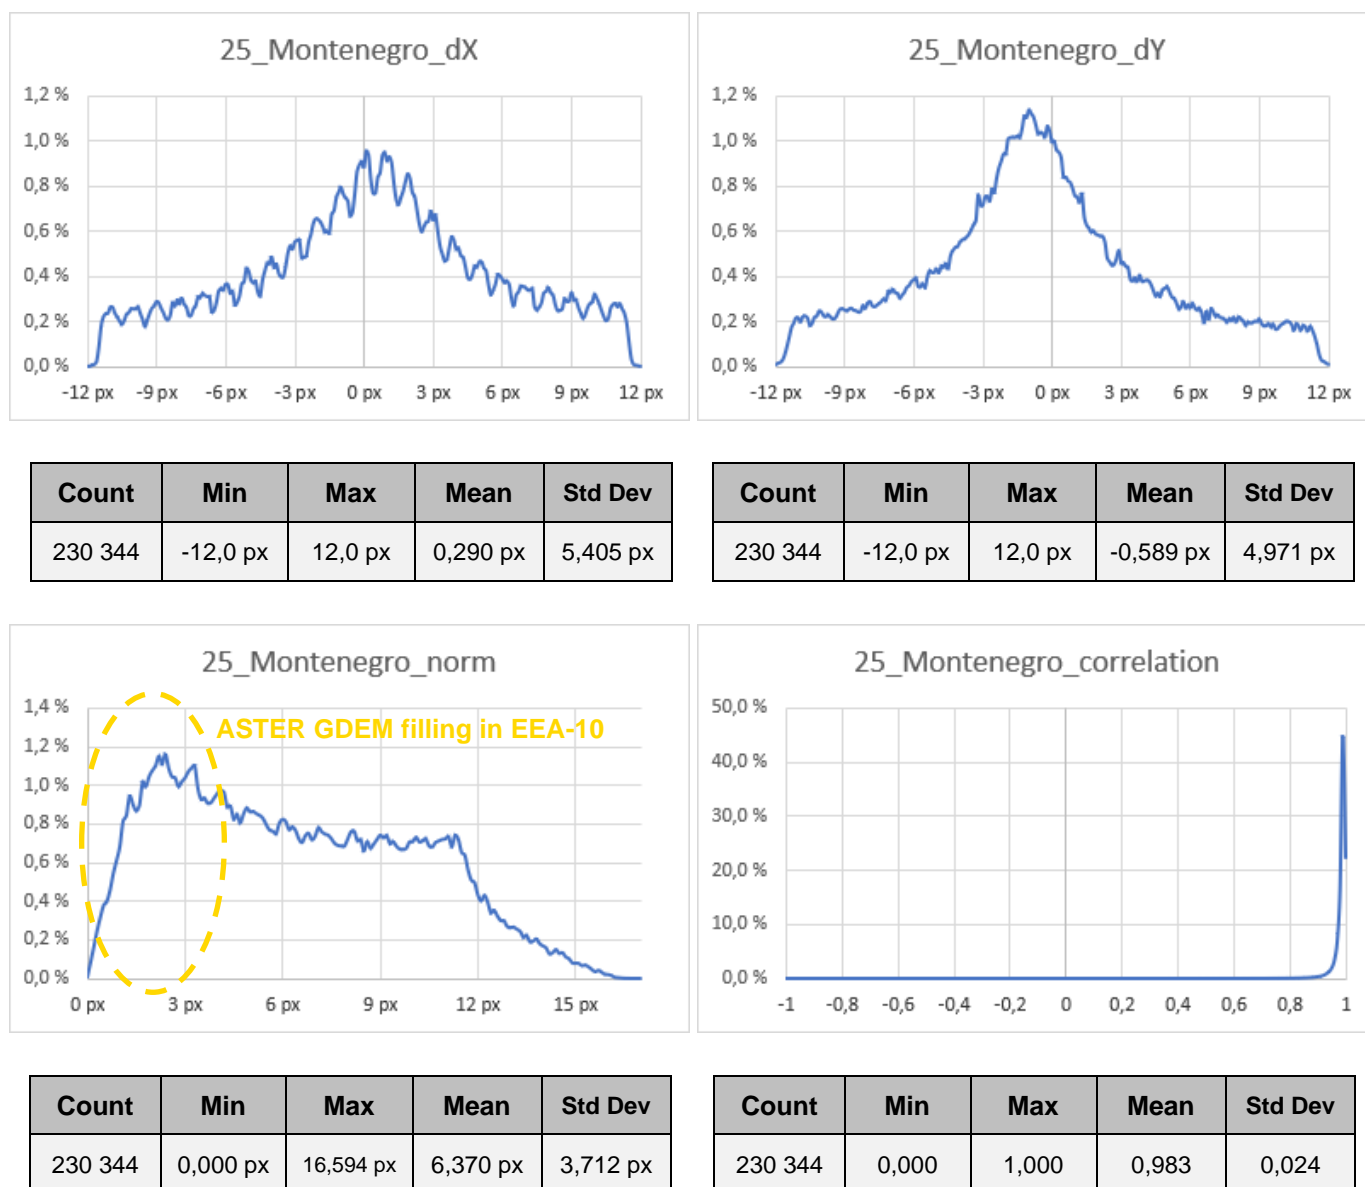 25_Montenegro_dX
1,2 %
1,0 %
0,8 %
0,6 %
0,4 %
0,2 %
0,0 %
-12 px -9 px -6 px -3 px 0 px 3 px 6 px 9 px 12 px
25_Montenegro_dY
1,2 %
1,0 %
0,8 %
0,6 %
0,4 %
0,2 %
0,0 %
-12 px -9 px -6 px -3 px 0 px 3 px 6 px 9 px 12 px
Count Min Max Mean Std Dev
230 344 -12,0 px 12,0 px 0,290 px 5,405 px
Count Min Max Mean Std Dev
230 344 -12,0 px 12,0 px -0,589 px 4,971 px
25_Montenegro_norm
ASTER GDEM filling in EEA-10
1,4 %
1,2 %
1,0 %
0,8 %
0,6 %
0,4 %
0,2 %
0,0 %
0 px 3 px 6 px 9 px 12 px 15 px
25_Montenegro_correlation
50,0 %
40,0 %
30,0 %
20,0 %
10,0 %
0,0 %
-1 -0,8 -0,6 -0,4 -0,2 0 0,2 0,4 0,6 0,8 1
Count Min Max Mean Std Dev
230 344 0,000 px 16,594 px 6,370 px 3,712 px
Count Min Max Mean Std Dev
230 344 0,000 1,000 0,983 0,024